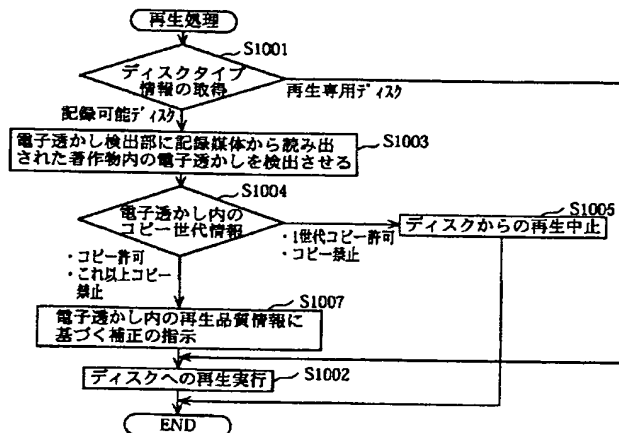 再生処理
S1001
ディスクタイプ
情報の取得
再生専用ディスク
記録可能ディスク
S1003
電子透かし検出部に記録媒体から読み出
された著作物内の電子透かしを検出させる
S1004
電子透かし内の
コピー世代情報
・1世代コピー許可
・コピー禁止
S1005
ディスクからの再生中止
・コピー許可
・これ以上コピー
禁止
S1007
電子透かし内の再生品質情報に
基づく補正の指示
S1002
ディスクへの再生実行
END